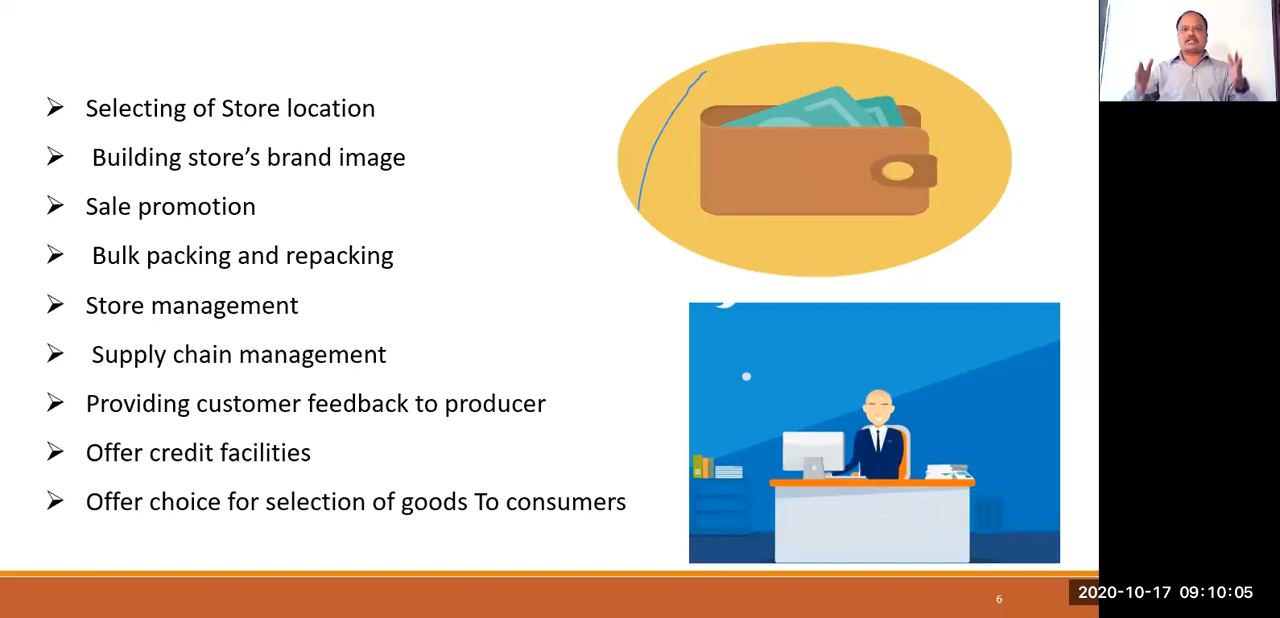 Selecting of Store location
Building store’s brand image
Sale promotion
Bulk packing and repacking
Store management
Supply chain management
Providing customer feedback to producer
Offer credit facilities
Offer choice for selection of goods To consumers
6
2020-10-17 09:10:05